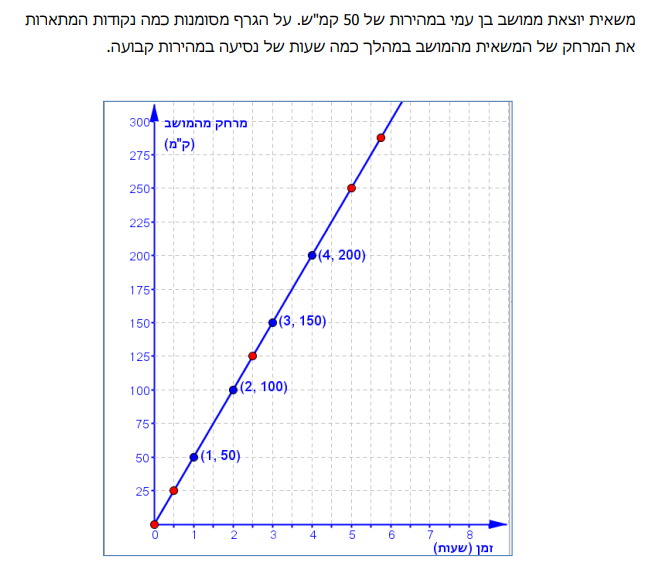 משאית יוצאת ממושב בן עמי במהירות של 50 קמ"ש. על הגרף מסומנות כמה נקודות המתארות
את המרחק של המשאית מהמושב במהלך כמה שעות של נסיעה במהירות קבועה.
מרחק מהמושב
(ק"מ)
300
275
250
225
200
(4, 200)
175
150
(3, 150)
125
100
(2, 100)
75
50
(1, 50)
25
0 1 2 3 4 5 6 7 8
זמן (שעות)